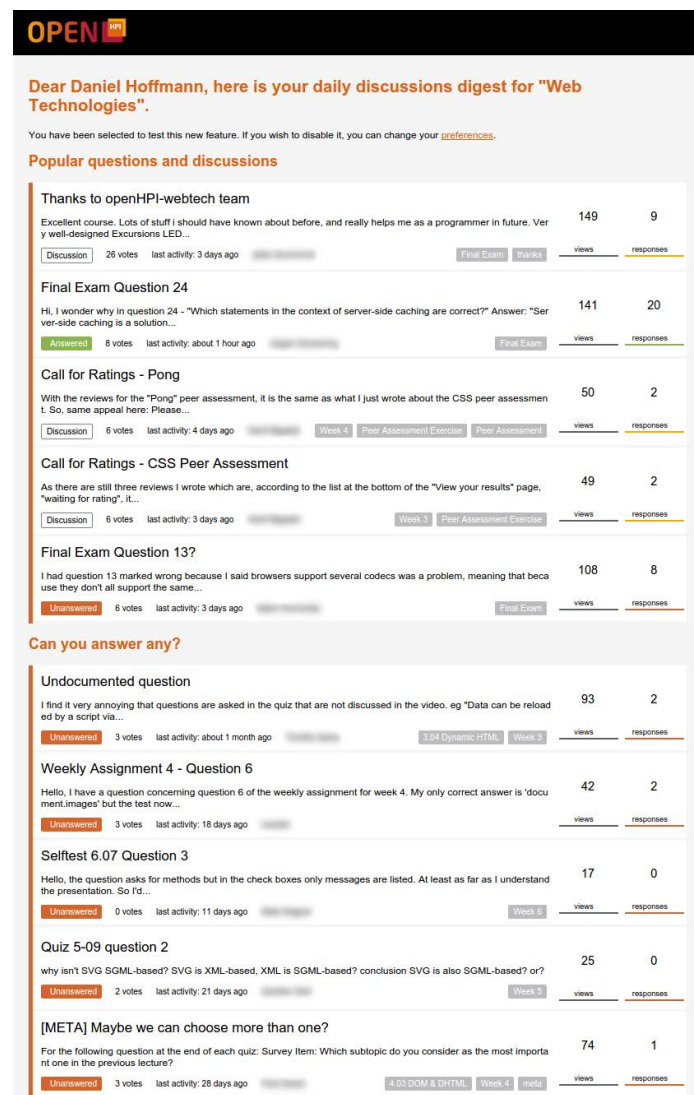 OPEN HPI
Dear Daniel Hoffmann, here is your daily discussions digest for "Web
Technologies".
You have been selected to test this new feature. If you wish to disable it, you can change your preferences.
Popular questions and discussions
Thanks to openHPI-webtech team
Excellent course. Lots of stuff i should have known about before, and really helps me as a programmer in future. Ver
y well-designed Excursions LED...
149 views
9 responses
Discussion 26 votes last activity: 3 days ago Final Exam thanks
Final Exam Question 24
Hi, I wonder why in question 24 - "Which statements in the context of server-side caching are correct?" Answer: "Ser
ver-side caching is a solution...
141 views
20 responses
Answered 8 votes last activity: about 1 hour ago Final Exam
Call for Ratings - Pong
With the reviews for the "Pong" peer assessment, it is the same as what I just wrote about the CSS peer assessmen
t. So, same appeal here: Please...
50 views
2 responses
Discussion 6 votes last activity: 4 days ago Week 4 Peer Assessment Exercise Peer Assessment
Call for Ratings - CSS Peer Assessment
As there are still three reviews I wrote which are, according to the list at the bottom of the "View your results" page,
"waiting for rating", it...
49 views
2 responses
Discussion 6 votes last activity: 3 days ago Week 3 Peer Assessment Exercise
Final Exam Question 13?
I had question 13 marked wrong because I said browsers support several codecs was a problem, meaning that beca
use they don't all support the same...
108 views
8 responses
Unanswered 6 votes last activity: 3 days ago Final Exam
Can you answer any?
Undocumented question
I find it very annoying that questions are asked in the quiz that are not discussed in the video. eg "Data can be reload
ed by a script via...
93 views
2 responses
Unanswered 3 votes last activity: about 1 month ago 3.04 Dynamic HTML Week 3
Weekly Assignment 4 - Question 6
Hello, I have a question concerning question 6 of the weekly assignment for week 4. My only correct answer is 'docu
ment.images' but the test now...
42 views
2 responses
Unanswered 3 votes last activity: 18 days ago
Selftest 6.07 Question 3
Hello, the question asks for methods but in the check boxes only messages are listed. At least as far as I understand
the presentation. So I'd...
17 views
0 responses
Unanswered 0 votes last activity: 11 days ago Week 6
Quiz 5-09 question 2
why isn't SVG SGML-based? SVG is XML-based, XML is SGML-based? conclusion SVG is also SGML-based? or?
25 views
0 responses
Unanswered 2 votes last activity: 21 days ago Week 5
[META] Maybe we can choose more than one?
For the following question at the end of each quiz: Survey Item: Which subtopic do you consider as the most importa
nt one in the previous lecture?
74 views
1 responses
Unanswered 3 votes last activity: 28 days ago 4.03 DOM & DHTML Week 4 meta